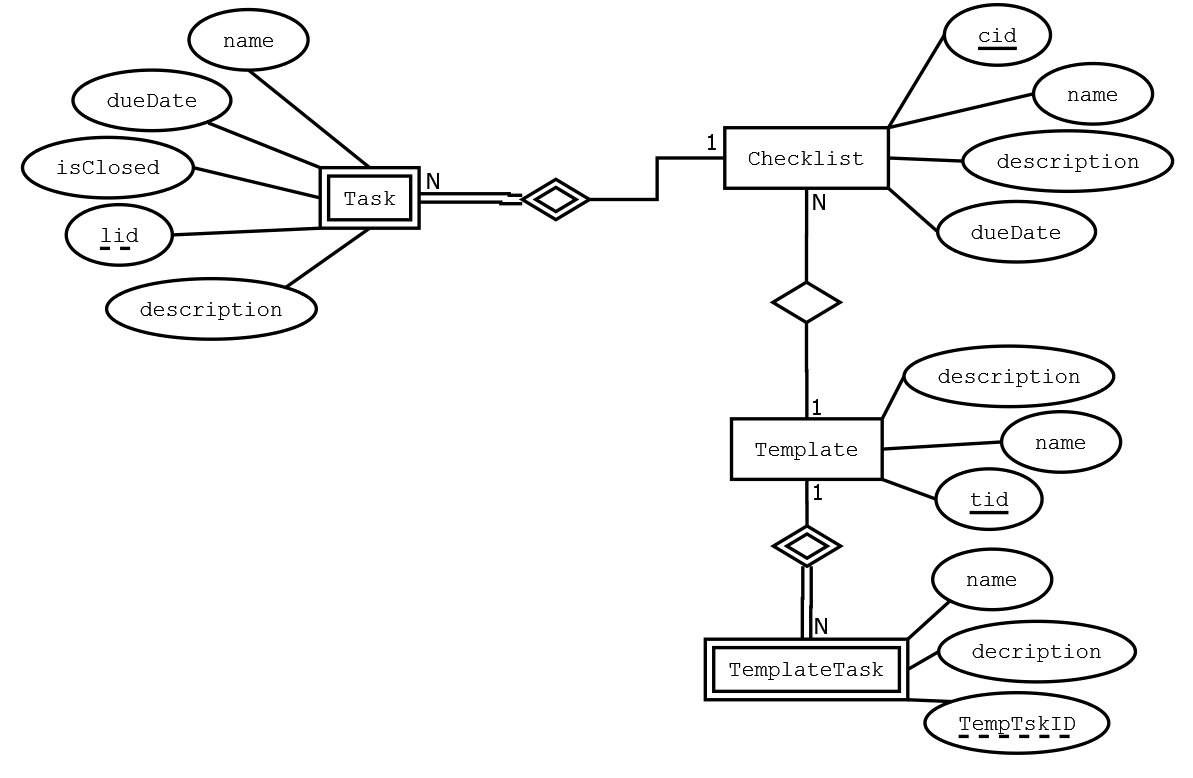 name
dueDate
isClosed
lid
description
Task
N
1
Checklist
N
cid
name
description
dueDate
1
Template
1
description
name
tid
N
TemplateTask
name
decription
TempTskID